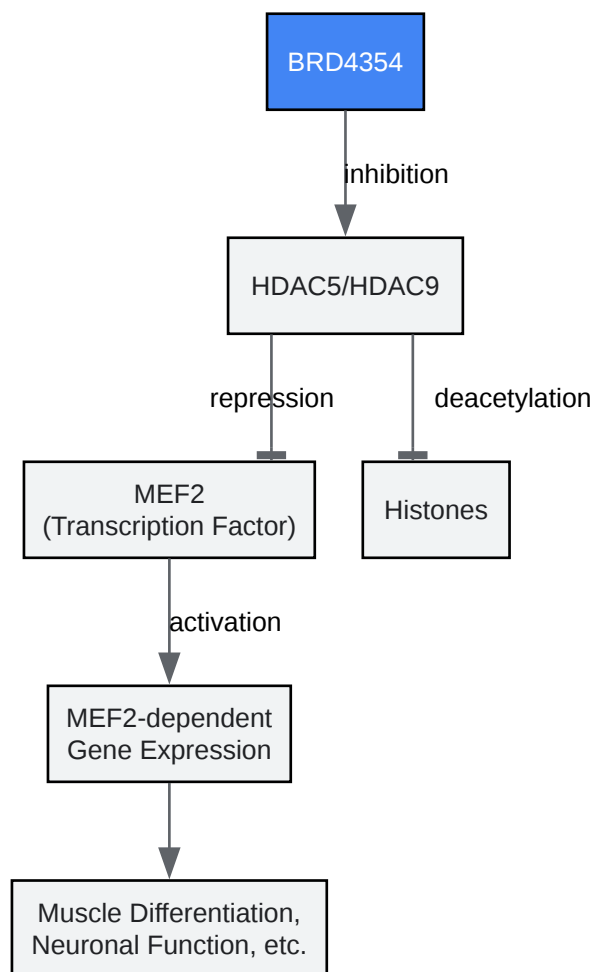 BRD4354
inhibition
HDAC5/HDAC9
repression
deacetylation
MEF2
(Transcription Factor)
Histones
activation
MEF2-dependent
Gene Expression
Muscle Differentiation,
Neuronal Function, etc.